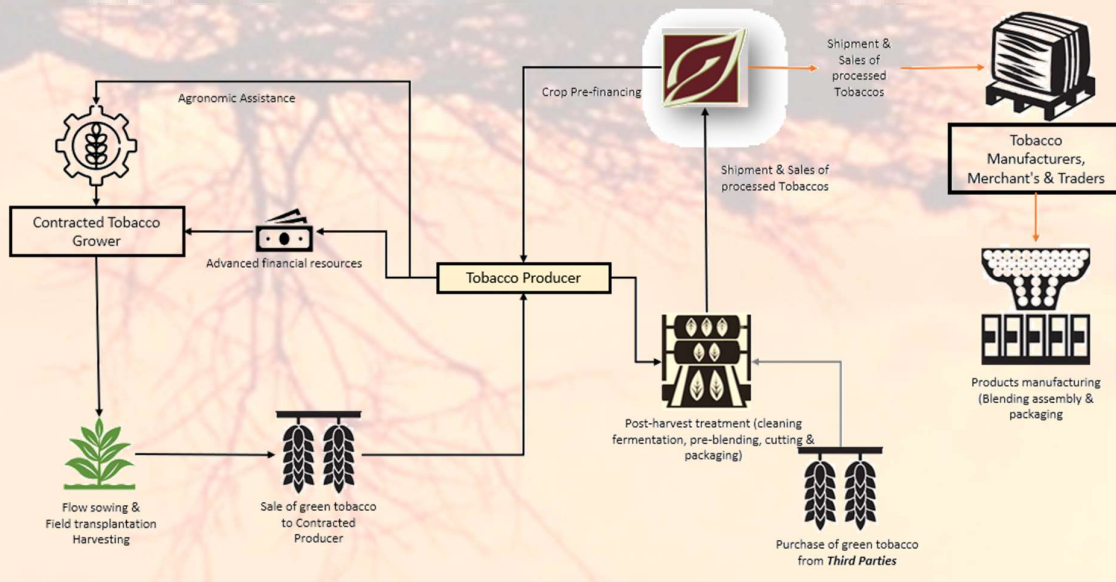 Agronomic Assistance
Crop Pre-financing
Shipment &
Sales of
processed
Tobaccos
Tobacco
Manufacturers,
Merchant's & Traders
Contracted Tobacco
Grower
Advanced financial resources
Tobacco Producer
Shipment & Sales of
processed Tobaccos
Products manufacturing
(Blending assembly &
packaging
Post-harvest treatment (cleaning
fermentation, pre-blending, cutting &
packaging)
Flow sowing &
Field transplantation
Harvesting
Sale of green tobacco
to Contracted
Producer
Purchase of green tobacco
from Third Parties